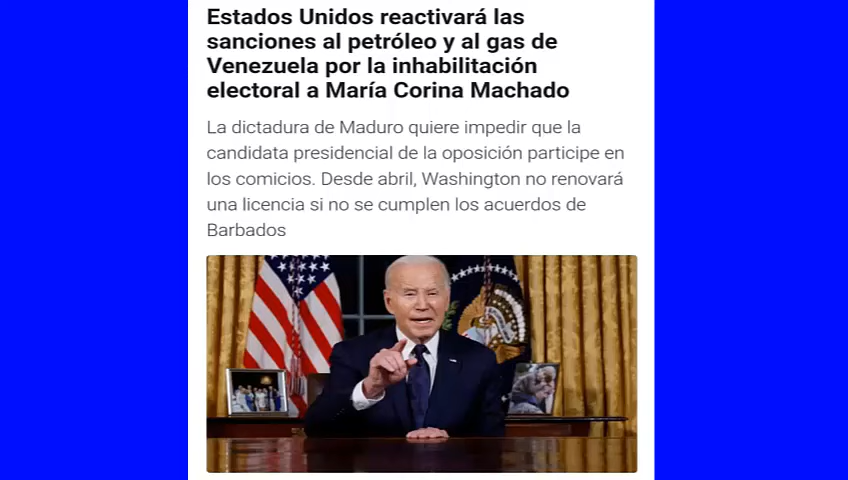 Estados Unidos reactivará las
sanciones al petróleo y al gas de
Venezuela por la inhabilitación
electoral a María Corina Machado
La dictadura de Maduro quiere impedir que la
candidata presidencial de la oposición participe en
los comicios. Desde abril, Washington no renovará
una licencia si no se cumplen los acuerdos de
Barbados